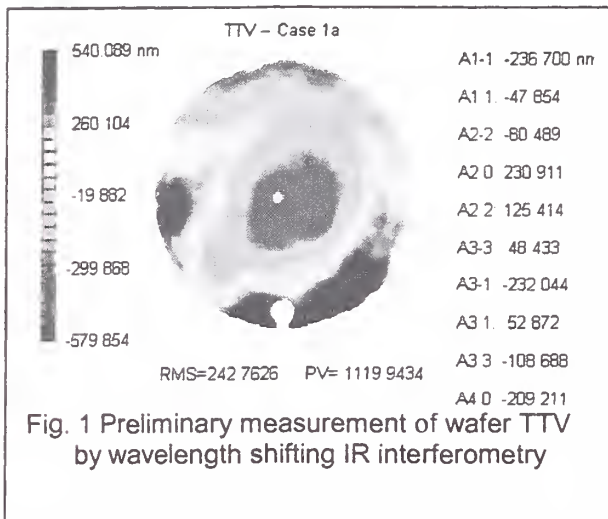 TTV – Case 1a
540.089 nm
260 104
-19 882
-299 868
-579 854
A1-1 -236 700 nm
A1 1. -47 854
A2-2 -80 489
A2 0 230 911
A2 2 125 414
A3-3 48 433
A3-1 -232 044
A3 1. 52 872
A3 3 -108 688
A4 0 -209 211
RMS=242 7626 PV= 1119 9434
Fig. 1 Preliminary measurement of wafer TTV
by wavelength shifting IR interferometry